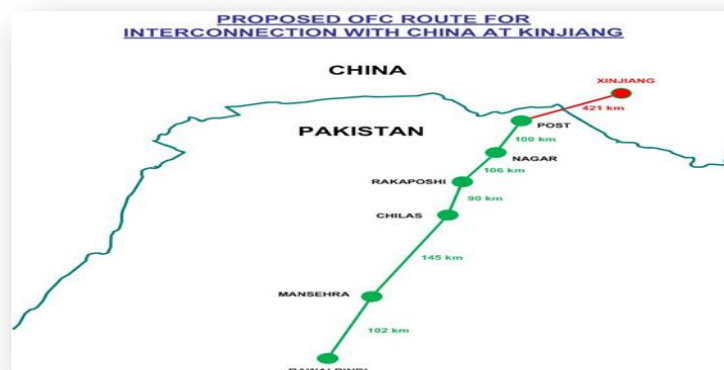 PROPOSED OFC ROUTE FOR
INTERCONNECTION WITH CHINA AT KINJIANG
CHINA
XINJIANG
421 km
PAKISTAN
POST
100 km
NAGAR
106 km
RAKAPOSHI
90 km
CHILAS
145 km
MANSEHRA
102 km